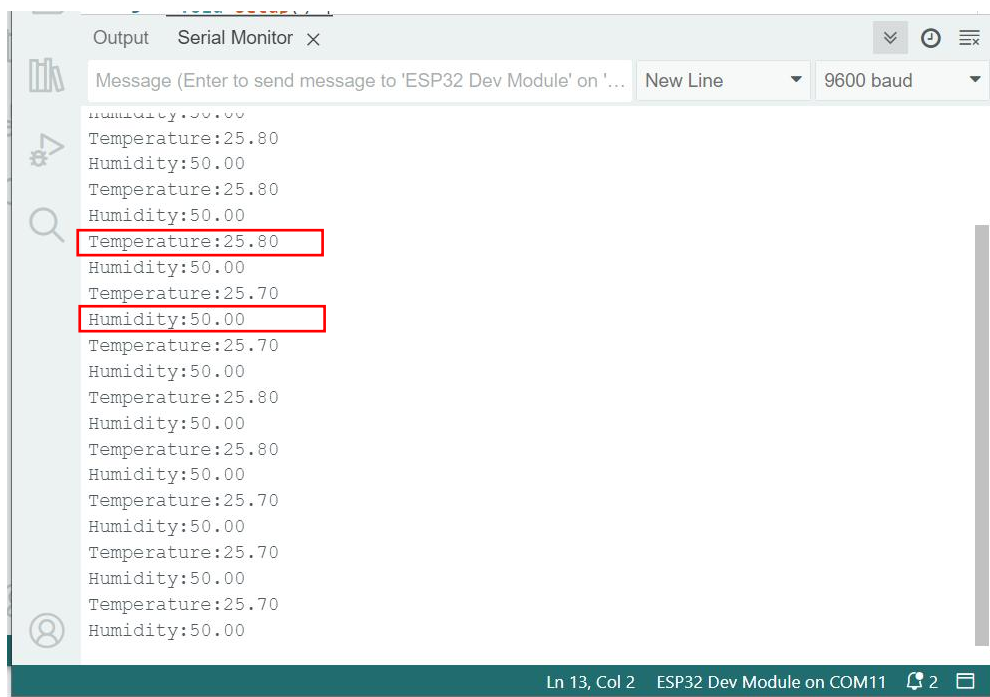 Output Serial Monitor
Message (Enter to send message to 'ESP32 Dev Module' on '... New Line 9600 baud
Humidity:50.00
Temperature:25.80
Humidity:50.00
Temperature:25.80
Humidity:50.00
Temperature:25.80
Humidity:50.00
Temperature:25.70
Humidity:50.00
Temperature:25.70
Humidity:50.00
Temperature:25.80
Humidity:50.00
Temperature:25.80
Humidity:50.00
Temperature:25.70
Humidity:50.00
Temperature:25.70
Humidity:50.00
Temperature:25.70
Humidity:50.00
Ln 13, Col 2 ESP32 Dev Module on COM11 2